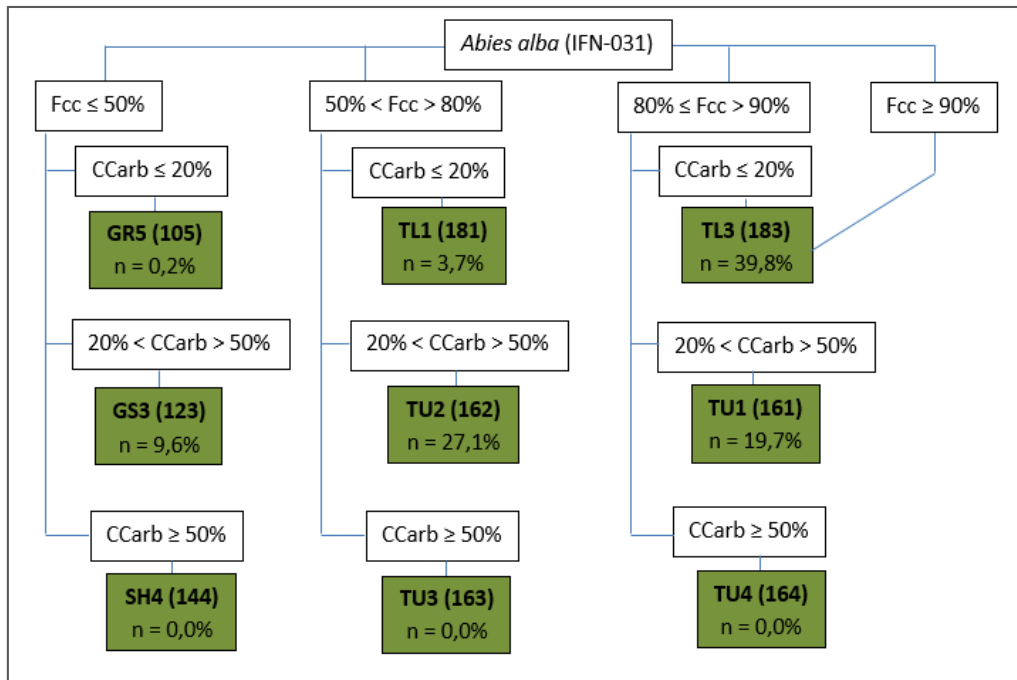 Abies alba (IFN-031)
Fcc ≤ 50%
50% < Fcc > 80%
80% ≤ Fcc > 90%
Fcc ≥ 90%
CCarb ≤ 20%
CCarb ≤ 20%
CCarb ≤ 20%
GR5 (105)
n = 0,2%
TL1 (181)
n = 3,7%
TL3 (183)
n = 39,8%
20% < CCarb > 50%
20% < CCarb > 50%
20% < CCarb > 50%
GS3 (123)
n = 9,6%
TU2 (162)
n = 27,1%
TU1 (161)
n = 19,7%
CCarb ≥ 50%
CCarb ≥ 50%
CCarb ≥ 50%
SH4 (144)
n = 0,0%
TU3 (163)
n = 0,0%
TU4 (164)
n = 0,0%